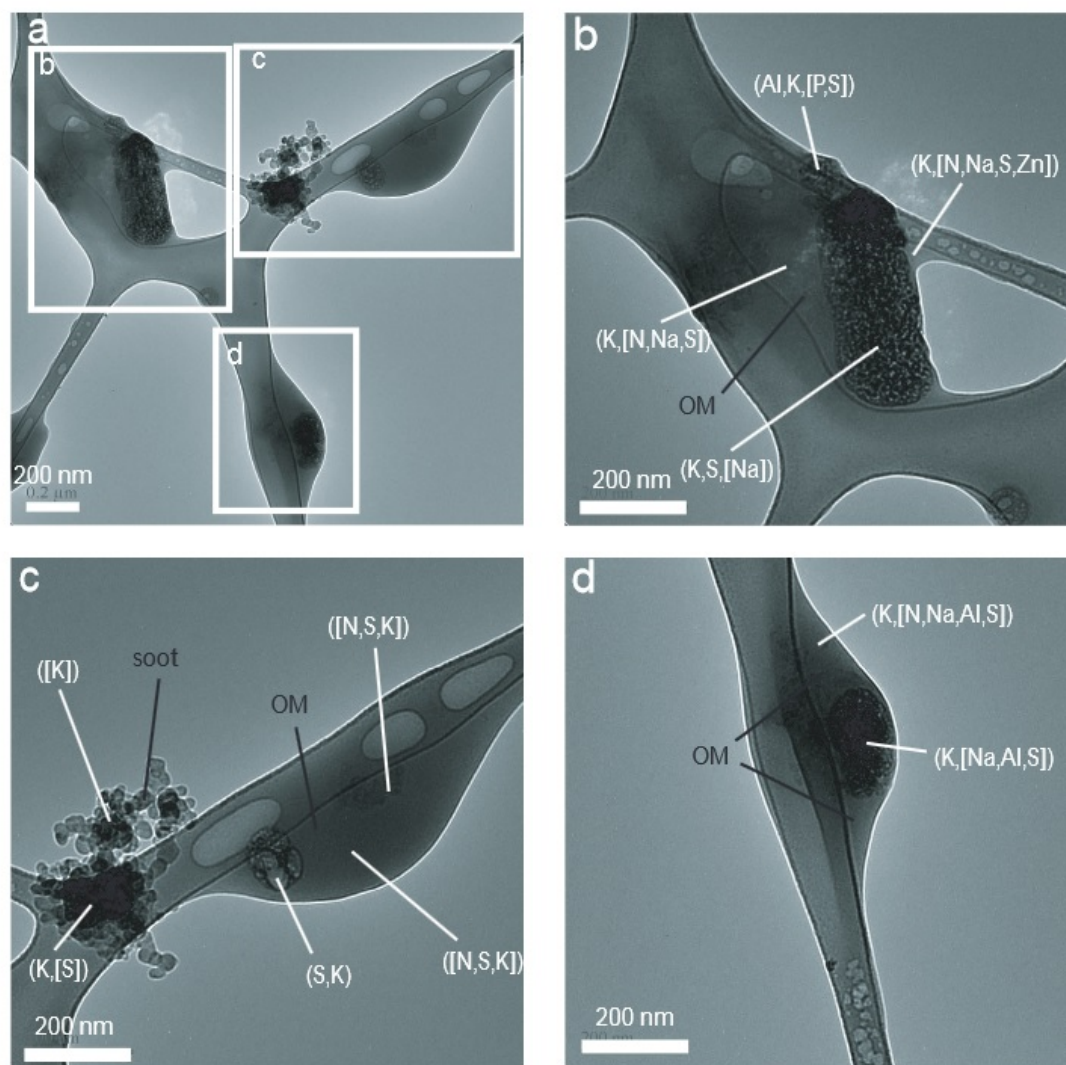 a
b
c
d
200 nm
0.2 µm
b
(Al,K,[P,S])
(K,[N,Na,S,Zn])
(K,[N,Na,S])
OM
(K,S,[Na])
200 nm
c
([N,S,K])
soot
([K])
OM
(K,[S])
(S,K)
([N,S,K])
200 nm
d
(K,[N,Na,Al,S])
OM
(K,[Na,Al,S])
200 nm